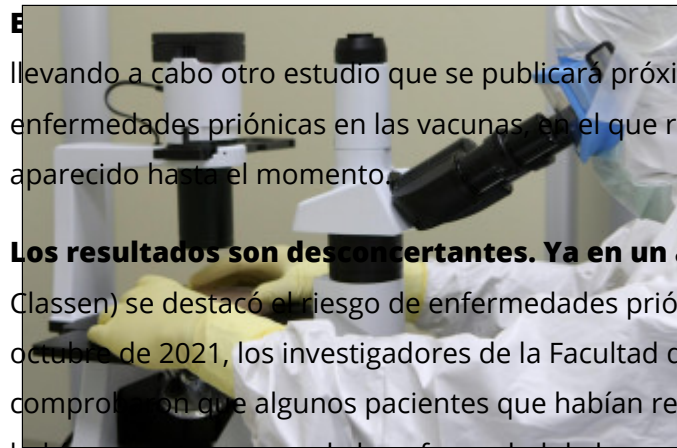 E
llevando a cabo otro estudio que se publicará próxi
enfermedades priónicas en las vacunas, en el que r
aparecido hasta el momento.
Los resultados son desconcertantes. Ya en un a
Classen) se destacó el riesgo de enfermedades prió
octubre de 2021, los investigadores de la Facultad d
comprobaron que algunos pacientes que habían re